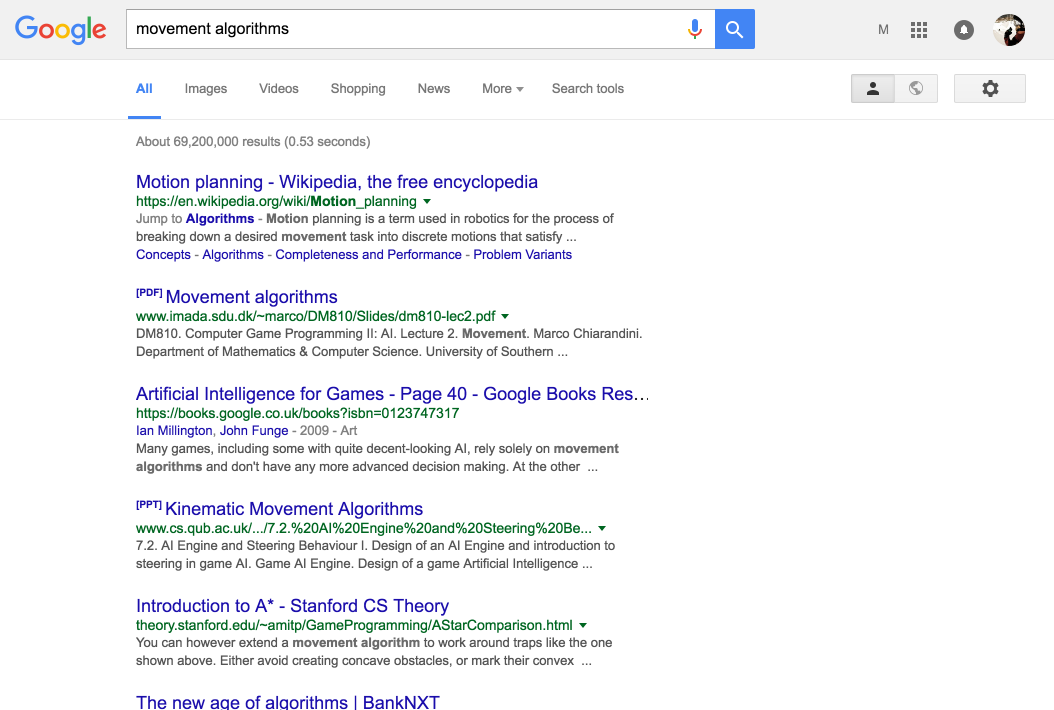 Google
movement algorithms
M
All Images Videos Shopping News More Search tools
About 69,200,000 results (0.53 seconds)
Motion planning - Wikipedia, the free encyclopedia
https://en.wikipedia.org/wiki/Motion_planning
Jump to Algorithms - Motion planning is a term used in robotics for the process of
breaking down a desired movement task into discrete motions that satisfy ...
Concepts - Algorithms - Completeness and Performance - Problem Variants
[PDF] Movement algorithms
www.imada.sdu.dk/~marco/DM810/Slides/dm810-lec2.pdf
DM810. Computer Game Programming II: AI. Lecture 2. Movement. Marco Chiarandini.
Department of Mathematics & Computer Science. University of Southern ...
Artificial Intelligence for Games - Page 40 - Google Books Res...
https://books.google.co.uk/books?isbn=0123747317
Ian Millington, John Funge - 2009 - Art
Many games, including some with quite decent-looking AI, rely solely on movement
algorithms and don't have any more advanced decision making. At the other ...
[PPT] Kinematic Movement Algorithms
www.cs.qub.ac.uk/.../7.2.%20AI%20Engine%20and%20Steering%20Be...
7.2. AI Engine and Steering Behaviour I. Design of an AI Engine and introduction to
steering in game AI. Game AI Engine. Design of a game Artificial Intelligence ...
Introduction to A* - Stanford CS Theory
theory.stanford.edu/~amitp/GameProgramming/AStarComparison.html
You can however extend a movement algorithm to work around traps like the one
shown above. Either avoid creating concave obstacles, or mark their convex ...
The new age of algorithms | BankNXT